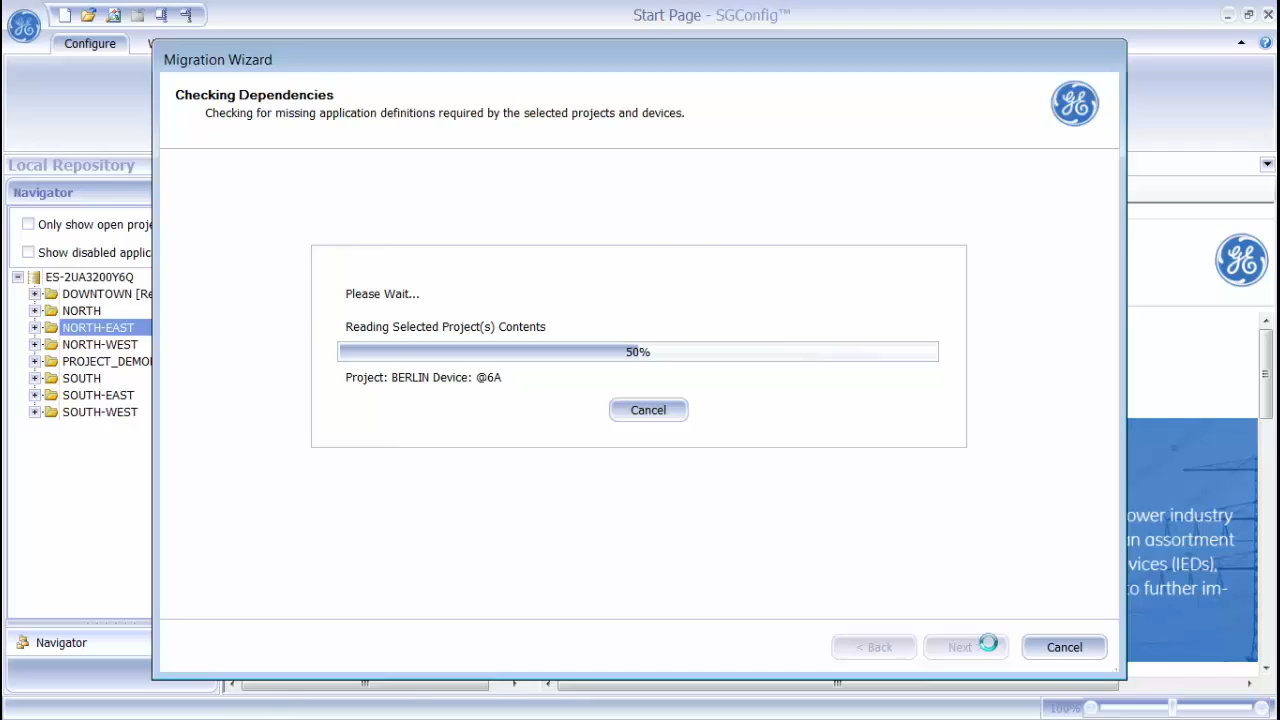 Start Page - SGConfig™
Configure
Migration Wizard
Checking Dependencies
Checking for missing application definitions required by the selected projects and devices.
Local Repository
Navigator
Only show open proje
Show disabled applic
ES-2UA3200Y6Q
DOWNTOWN [Re
NORTH
NORTH-EAST
NORTH-WEST
PROJECT_DEMO
SOUTH
SOUTH-EAST
SOUTH-WEST
Please Wait...
Reading Selected Project(s) Contents
50%
Project: BERLIN Device: @6A
Cancel
ower industry
an assortment
vices (IEDs),
to further im-
Navigator
< Back
Next
Cancel
100%